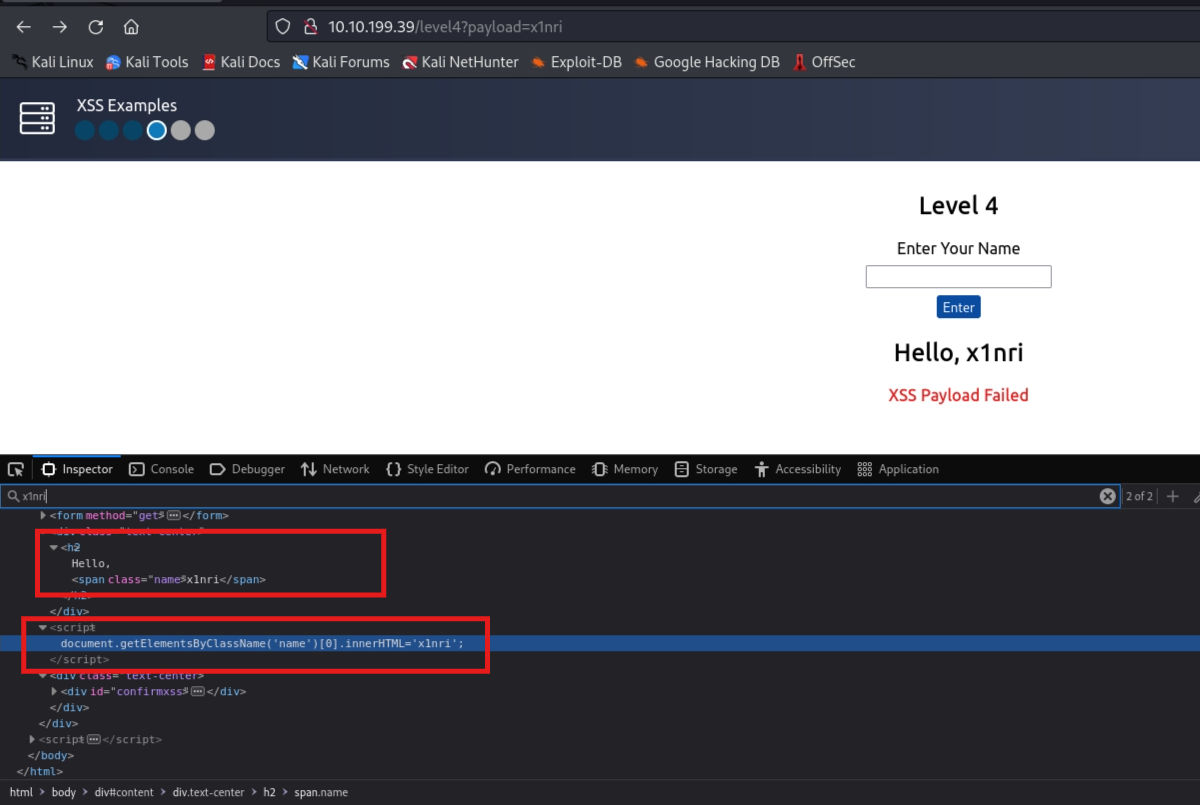 10.10.199.39/level4?payload=x1nri
Kali Linux Kali Tools Kali Docs Kali Forums Kali NetHunter Exploit-DB Google Hacking DB OffSec
XSS Examples
Level 4
Enter Your Name
Enter
Hello, x1nri
XSS Payload Failed
Inspector Console Debugger Network Style Editor Performance Memory Storage Accessibility Application
x1nri 2 of 2
<form method="get" </form>
<div class="text-center"
<h2
Hello,
<span class="name" x1nri</span>
</h2>
</div>
<script
document.getElementsByClassName('name')[0].innerHTML='x1nri';
</script>
<div class="text-center>
<div id="confirmxss" </div>
</div>
</div>
<script </script>
</body>
</html>
html body div#content div.text-center h2 span.name